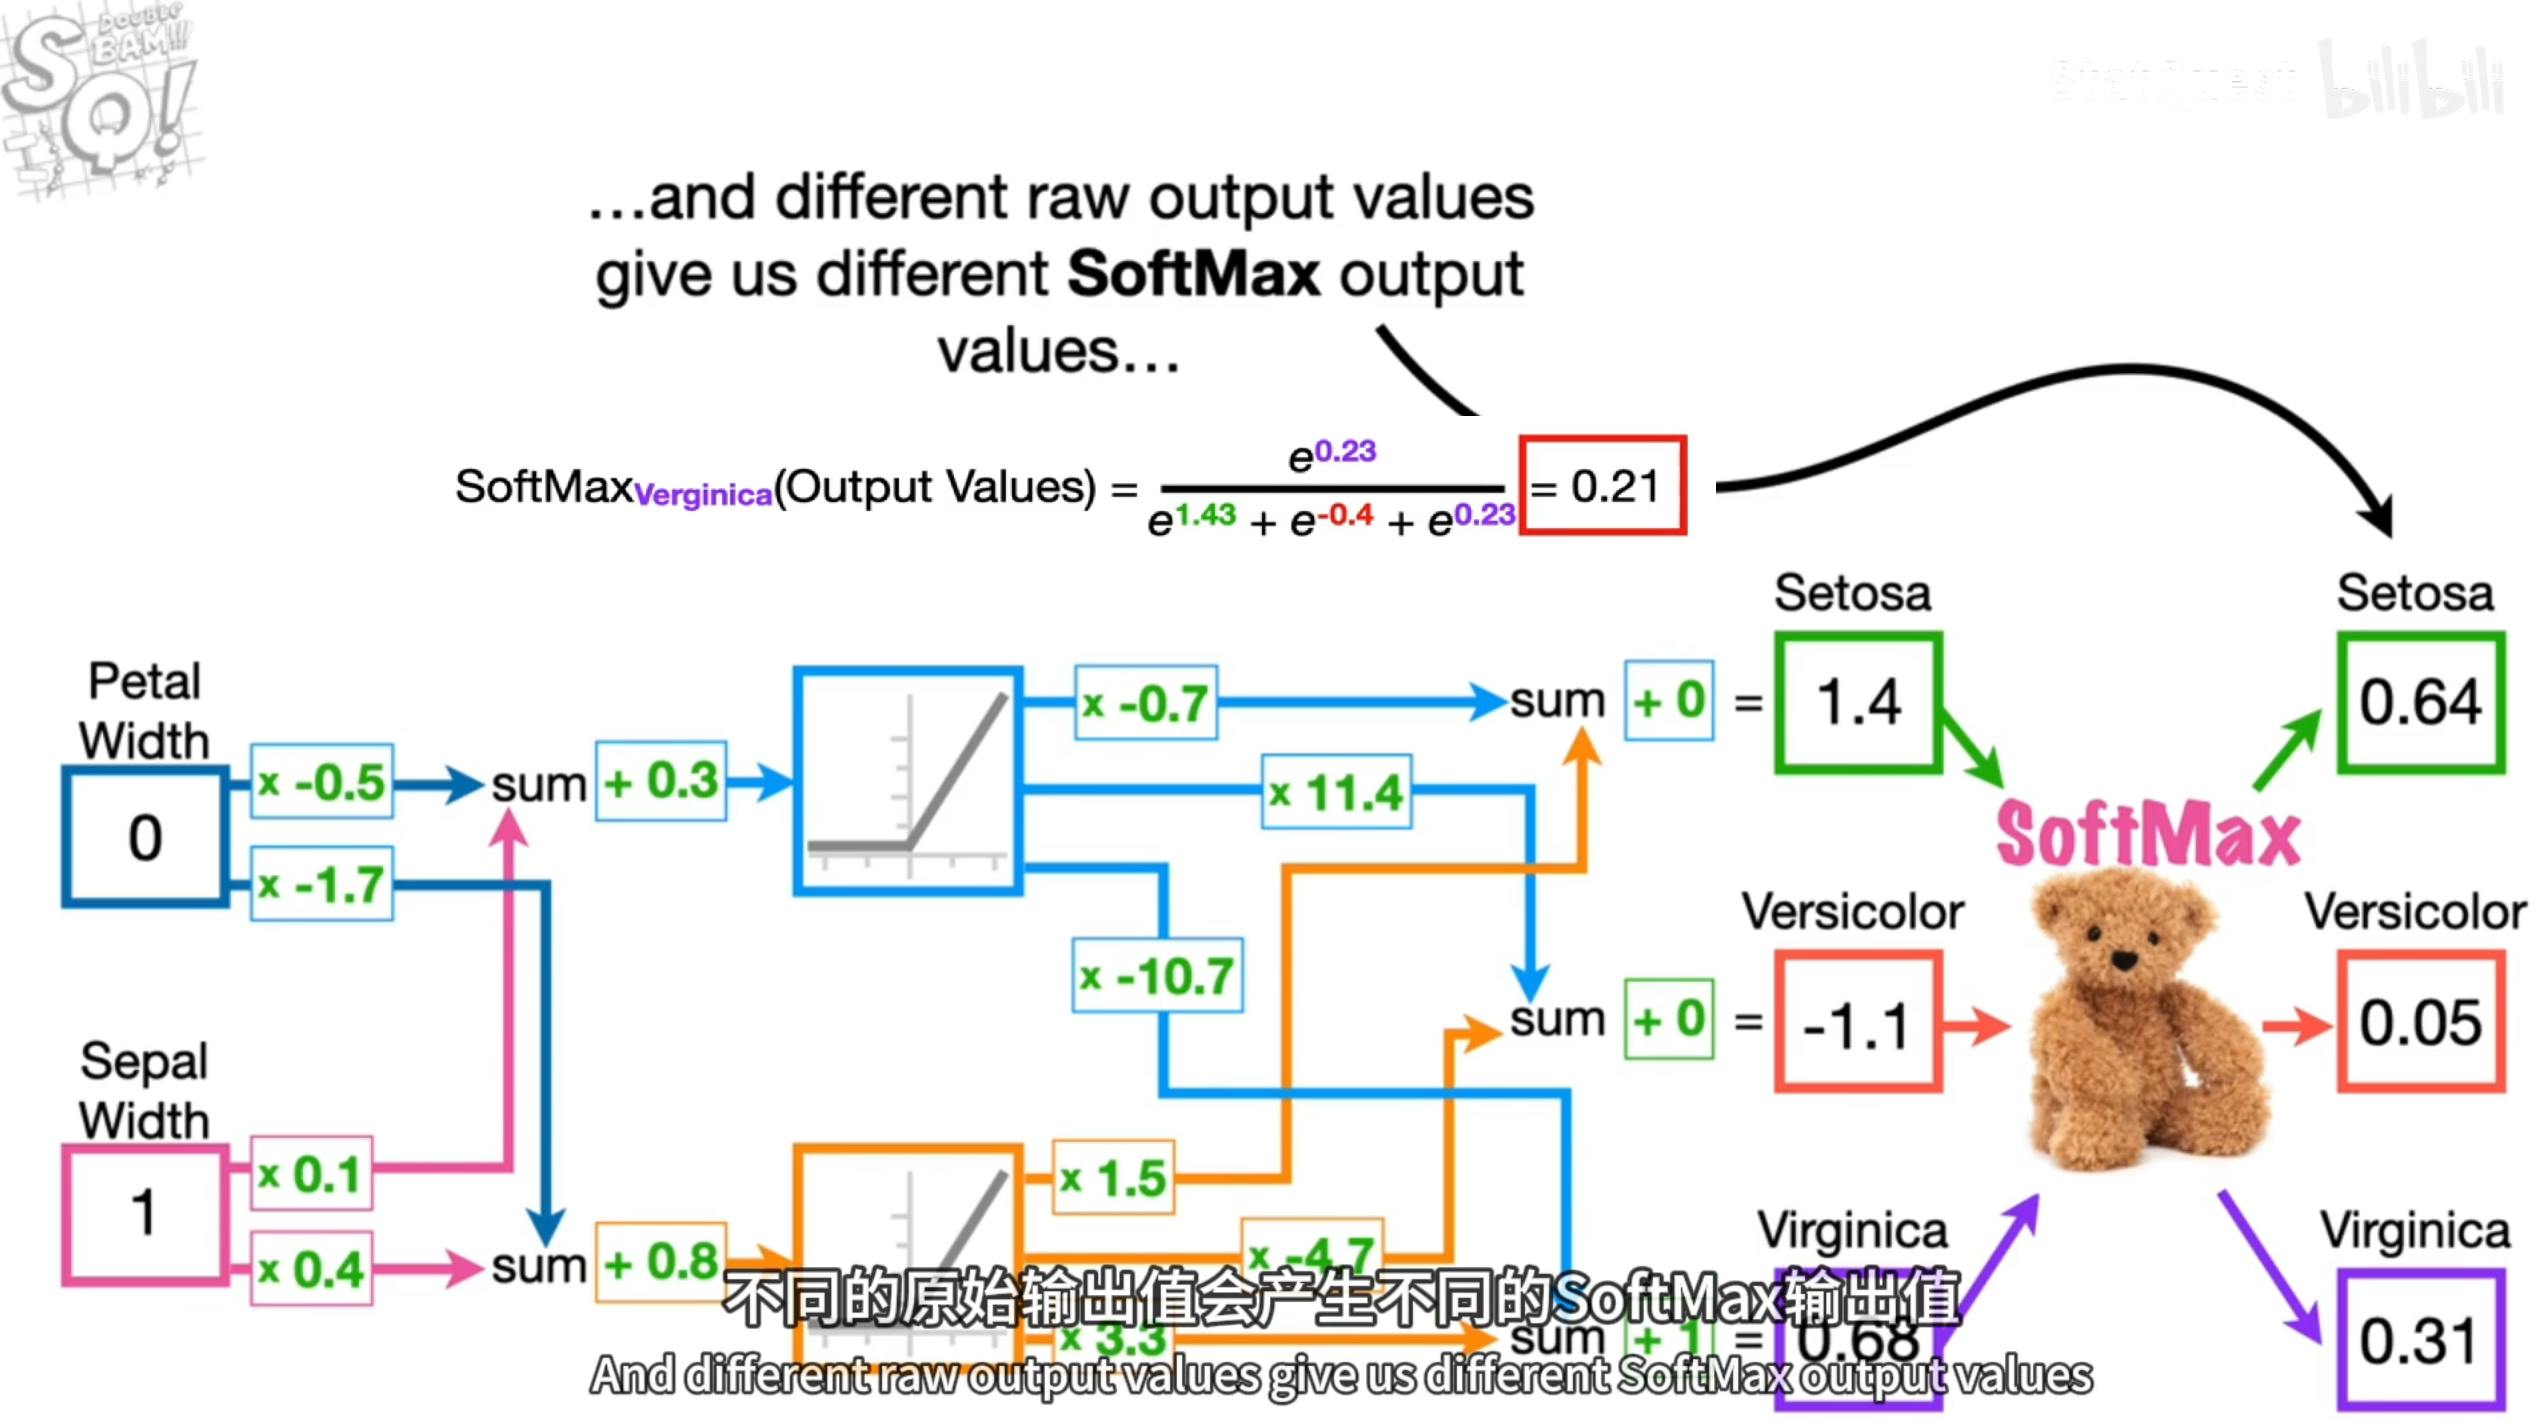 DOUBLE
BAM!!!
SQ!
StatQuest bilibili
...and different raw output values
give us different SoftMax output
values...
SoftMaxVerginica(Output Values) = e^0.23 / (e^1.43 + e^-0.4 + e^0.23) = 0.21
Setosa
Setosa
Petal
Width
0
x -0.5
x -1.7
sum
+ 0.3
x -0.7
x 11.4
x -10.7
sum
+ 0
=
1.4
SoftMax
0.64
Versicolor
Versicolor
sum
+ 0
=
-1.1
0.05
Sepal
Width
1
x 0.1
x 0.4
sum
+ 0.8
x 1.5
x -4.7
x 3.3
sum
+ 1
=
Virginica
Virginica
0.68
0.31
不同的原始输出值会产生不同的SoftMax输出值
And different raw output values give us different SoftMax output values